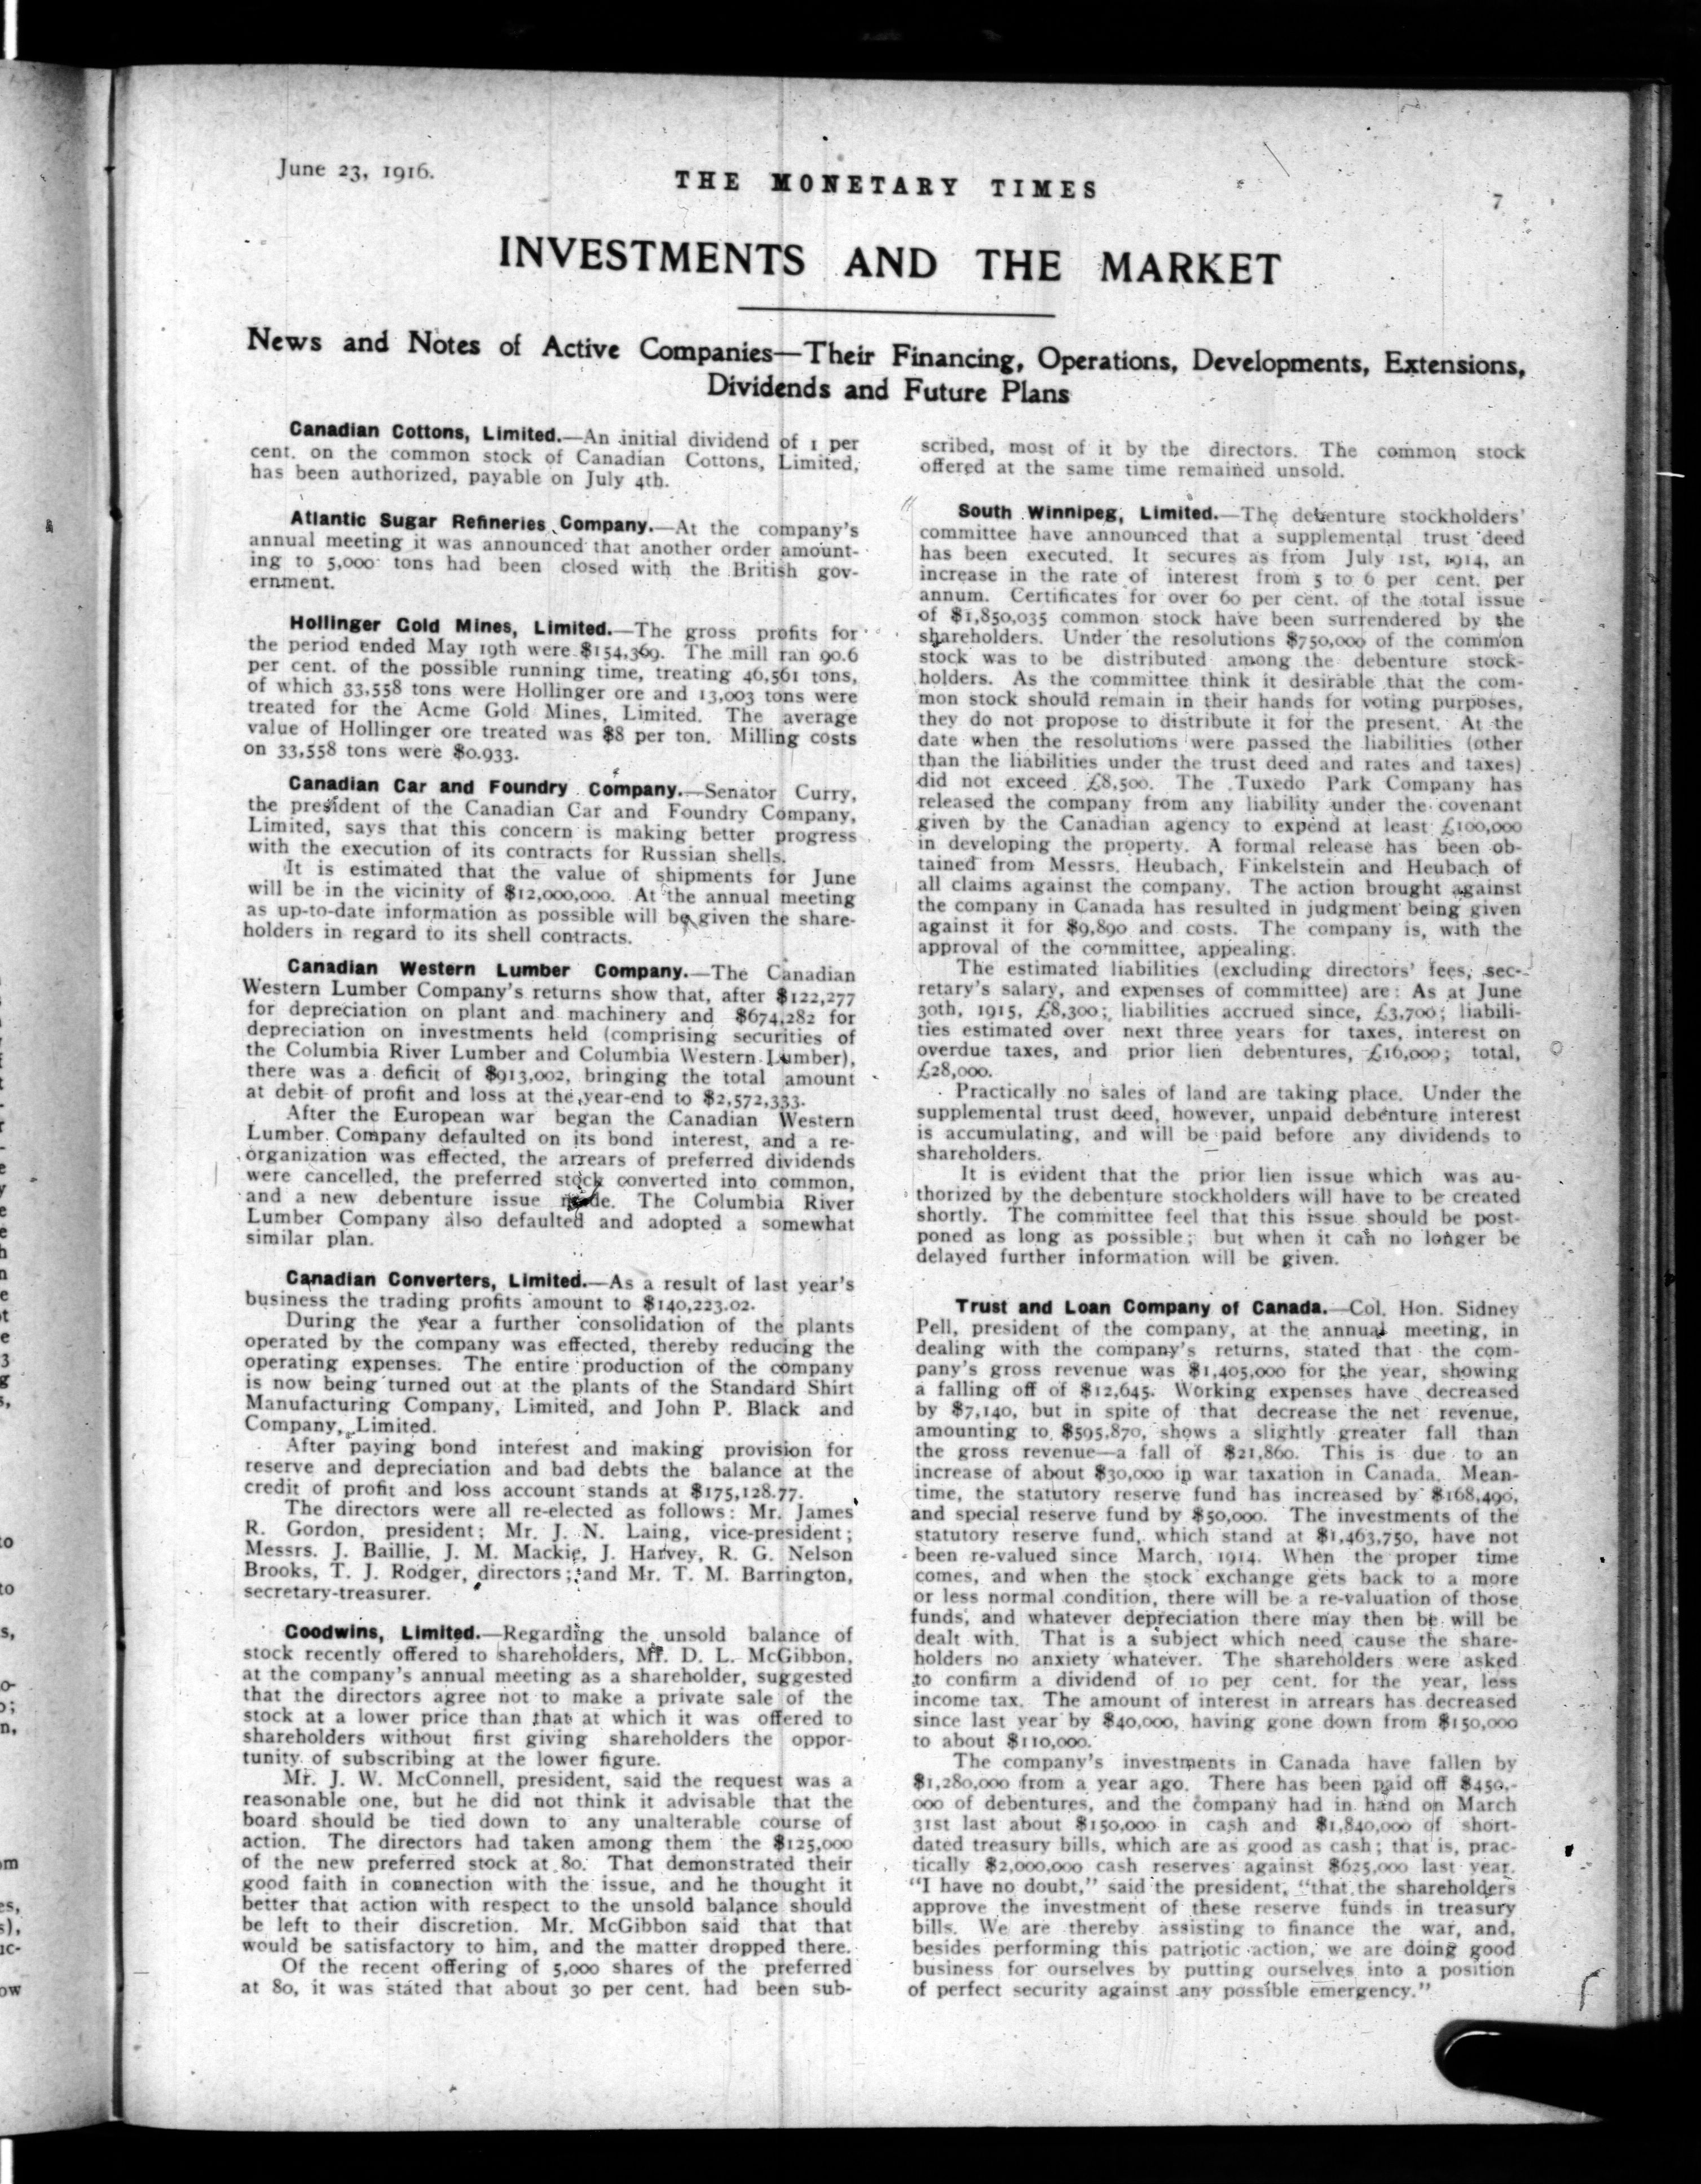 June 23, 1916.
THE MONETARY TIMES
7
INVESTMENTS AND THE MARKET
News and Notes of Active Companies—Their Financing, Operations, Developments, Extensions,
Dividends and Future Plans
Canadian Cottons, Limited.—An initial dividend of 1 per
cent. on the common stock of Canadian Cottons, Limited,
has been authorized, payable on July 4th.
Atlantic Sugar Refineries Company.—At the company's
annual meeting it was announced that another order amount-
ing to 5,000 tons had been closed with the British gov-
ernment.
Hollinger Gold Mines, Limited.—The gross profits for
the period ended May 19th were $154,369. The mill ran 90.6
per cent. of the possible running time, treating 46,561 tons,
of which 33,558 tons were Hollinger ore and 13,003 tons were
treated for the Acme Gold Mines, Limited. The average
value of Hollinger ore treated was $8 per ton. Milling costs
on 33,558 tons were $0.933.
Canadian Car and Foundry Company.—Senator Curry,
the president of the Canadian Car and Foundry Company,
Limited, says that this concern is making better progress
with the execution of its contracts for Russian shells.
It is estimated that the value of shipments for June
will be in the vicinity of $12,000,000. At the annual meeting
as up-to-date information as possible will be given the share-
holders in regard to its shell contracts.
Canadian Western Lumber Company.—The Canadian
Western Lumber Company's returns show that, after $122,277
for depreciation on plant and machinery and $674,282 for
depreciation on investments held (comprising securities of
the Columbia River Lumber and Columbia Western Lumber),
there was a deficit of $913,002, bringing the total amount
at debit of profit and loss at the year-end to $2,572,333.
After the European war began the Canadian Western
Lumber Company defaulted on its bond interest, and a re-
organization was effected, the arrears of preferred dividends
were cancelled, the preferred stock converted into common,
and a new debenture issue made. The Columbia River
Lumber Company also defaulted and adopted a somewhat
similar plan.
Canadian Converters, Limited.—As a result of last year's
business the trading profits amount to $140,223.02.
During the year a further consolidation of the plants
operated by the company was effected, thereby reducing the
operating expenses. The entire production of the company
is now being turned out at the plants of the Standard Shirt
Manufacturing Company, Limited, and John P. Black and
Company, Limited.
After paying bond interest and making provision for
reserve and depreciation and bad debts the balance at the
credit of profit and loss account stands at $175,128.77.
The directors were all re-elected as follows: Mr. James
R. Gordon, president; Mr. J. N. Laing, vice-president;
Messrs. J. Baillie, J. M. Mackie, J. Harvey, R. G. Nelson
Brooks, T. J. Rodger, directors; and Mr. T. M. Barrington,
secretary-treasurer.
Goodwins, Limited.—Regarding the unsold balance of
stock recently offered to shareholders, Mr. D. L. McGibbon,
at the company's annual meeting as a shareholder, suggested
that the directors agree not to make a private sale of the
stock at a lower price than that at which it was offered to
shareholders without first giving shareholders the oppor-
tunity of subscribing at the lower figure.
Mr. J. W. McConnell, president, said the request was a
reasonable one, but he did not think it advisable that the
board should be tied down to any unalterable course of
action. The directors had taken among them the $125,000
of the new preferred stock at 80. That demonstrated their
good faith in connection with the issue, and he thought it
better that action with respect to the unsold balance should
be left to their discretion. Mr. McGibbon said that that
would be satisfactory to him, and the matter dropped there.
Of the recent offering of 5,000 shares of the preferred
at 80, it was stated that about 30 per cent. had been sub-
scribed, most of it by the directors. The common stock
offered at the same time remained unsold.
South Winnipeg, Limited.—The debenture stockholders'
committee have announced that a supplemental trust deed
has been executed. It secures as from July 1st, 1914, an
increase in the rate of interest from 5 to 6 per cent. per
annum. Certificates for over 60 per cent. of the total issue
of $1,850,035 common stock have been surrendered by the
shareholders. Under the resolutions $750,000 of the common
stock was to be distributed among the debenture stock-
holders. As the committee think it desirable that the com-
mon stock should remain in their hands for voting purposes,
they do not propose to distribute it for the present. At the
date when the resolutions were passed the liabilities (other
than the liabilities under the trust deed and rates and taxes)
did not exceed £8,500. The Tuxedo Park Company has
released the company from any liability under the covenant
given by the Canadian agency to expend at least £100,000
in developing the property. A formal release has been ob-
tained from Messrs. Heubach, Finkelstein and Heubach of
all claims against the company. The action brought against
the company in Canada has resulted in judgment being given
against it for $9,890 and costs. The company is, with the
approval of the committee, appealing.
The estimated liabilities (excluding directors' fees, sec-
retary's salary, and expenses of committee) are: As at June
30th, 1915, £8,300; liabilities accrued since, £3,700; liabili-
ties estimated over next three years for taxes, interest on
overdue taxes, and prior lien debentures, £16,000; total,
£28,000.
Practically no sales of land are taking place. Under the
supplemental trust deed, however, unpaid debenture interest
is accumulating, and will be paid before any dividends to
shareholders.
It is evident that the prior lien issue which was au-
thorized by the debenture stockholders will have to be created
shortly. The committee feel that this issue should be post-
poned as long as possible; but when it can no longer be
delayed further information will be given.
Trust and Loan Company of Canada.—Col. Hon. Sidney
Pell, president of the company, at the annual meeting, in
dealing with the company's returns, stated that the com-
pany's gross revenue was $1,405,000 for the year, showing
a falling off of $12,645. Working expenses have decreased
by $7,140, but in spite of that decrease the net revenue,
amounting to $595,870, shows a slightly greater fall than
the gross revenue—a fall of $21,860. This is due to an
increase of about $30,000 in war taxation in Canada. Mean-
time, the statutory reserve fund has increased by $168,490,
and special reserve fund by $50,000. The investments of the
statutory reserve fund, which stand at $1,463,750, have not
been re-valued since March, 1914. When the proper time
comes, and when the stock exchange gets back to a more
or less normal condition, there will be a re-valuation of those
funds, and whatever depreciation there may then be will be
dealt with. That is a subject which need cause the share-
holders no anxiety whatever. The shareholders were asked
to confirm a dividend of 10 per cent. for the year, less
income tax. The amount of interest in arrears has decreased
since last year by $40,000, having gone down from $150,000
to about $110,000.
The company's investments in Canada have fallen by
$1,280,000 from a year ago. There has been paid off $450,-
000 of debentures, and the company had in hand on March
31st last about $150,000 in cash and $1,840,000 of short-
dated treasury bills, which are as good as cash; that is, prac-
tically $2,000,000 cash reserves against $625,000 last year.
"I have no doubt," said the president, "that the shareholders
approve the investment of these reserve funds in treasury
bills. We are thereby assisting to finance the war, and,
besides performing this patriotic action, we are doing good
business for ourselves by putting ourselves into a position
of perfect security against any possible emergency."